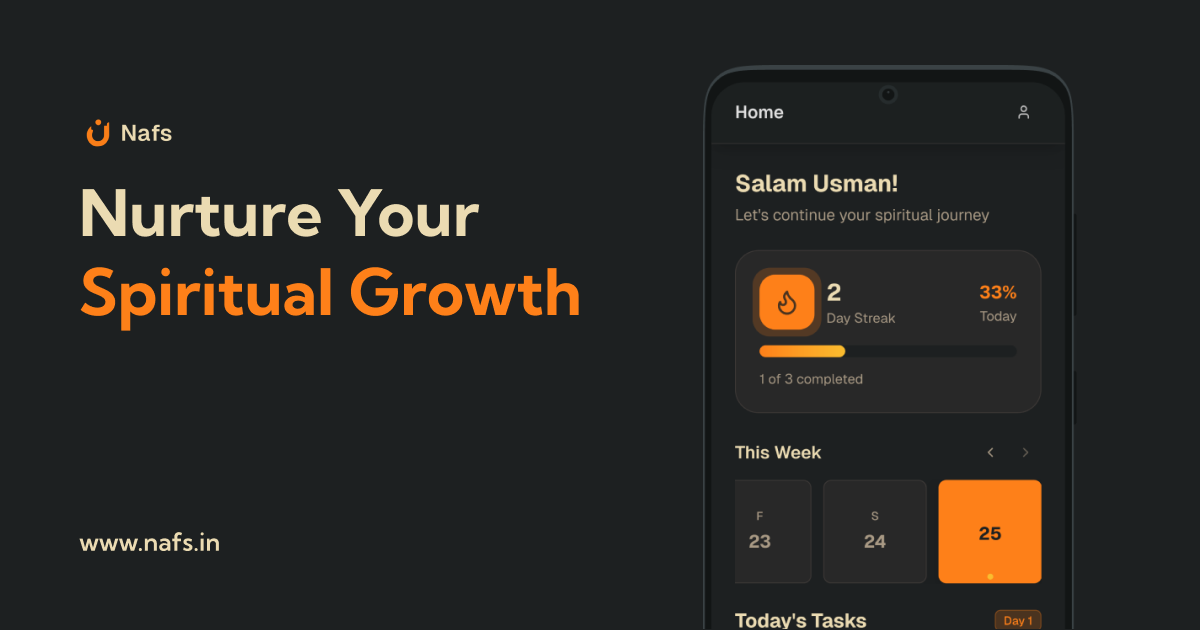 Nafs
Nurture Your
Spiritual Growth
www.nafs.in
Home
Salam Usman!
Let's continue your spiritual journey
2
Day Streak
33%
Today
1 of 3 completed
This Week
F
23
S
24
25
Today's Tasks
Day 1